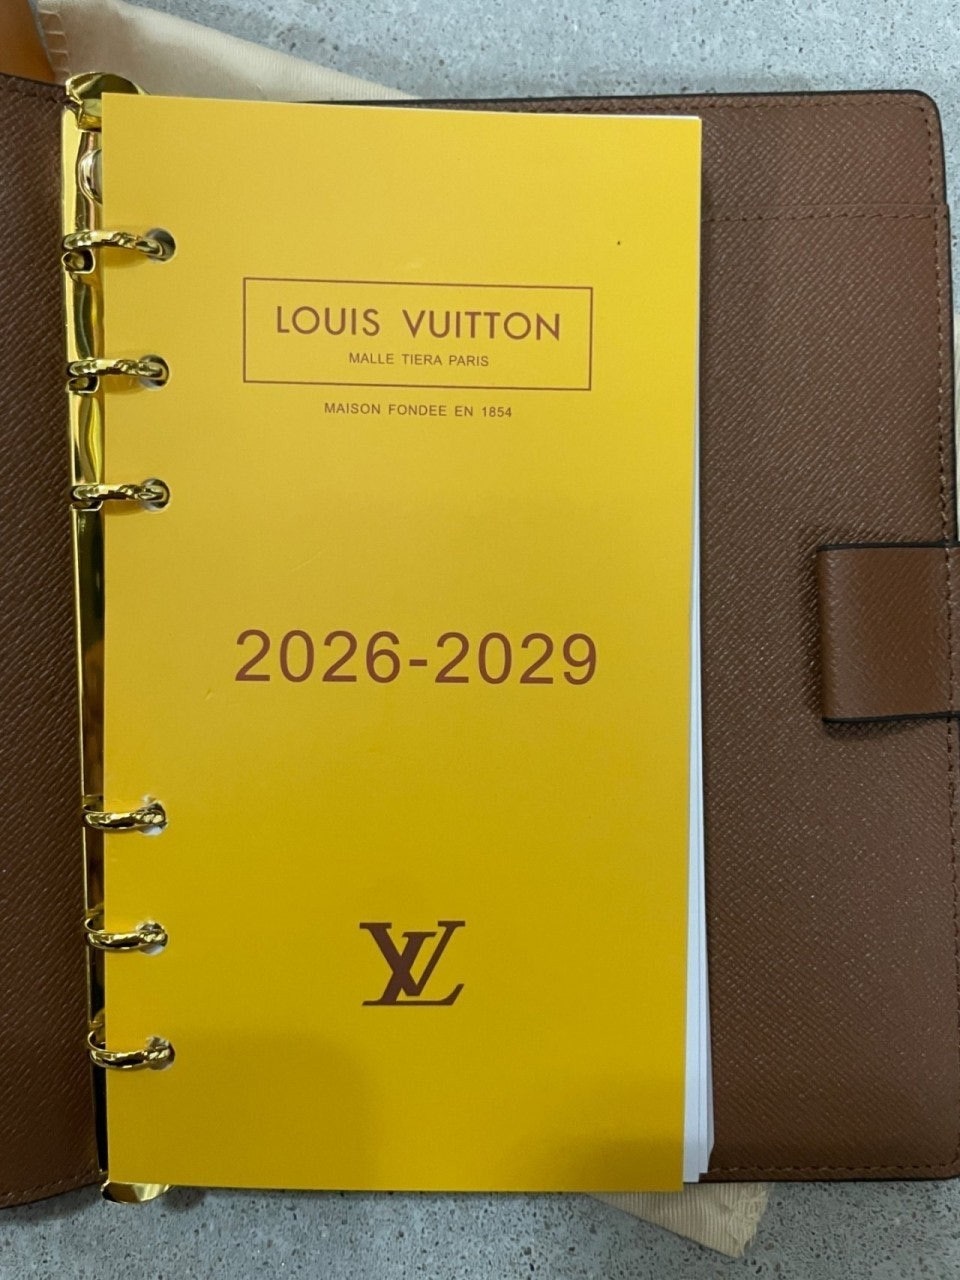 LOUIS VUITTON
MALLE TIERA PARIS
MAISON FONDEE EN 1854
2026-2029
LV